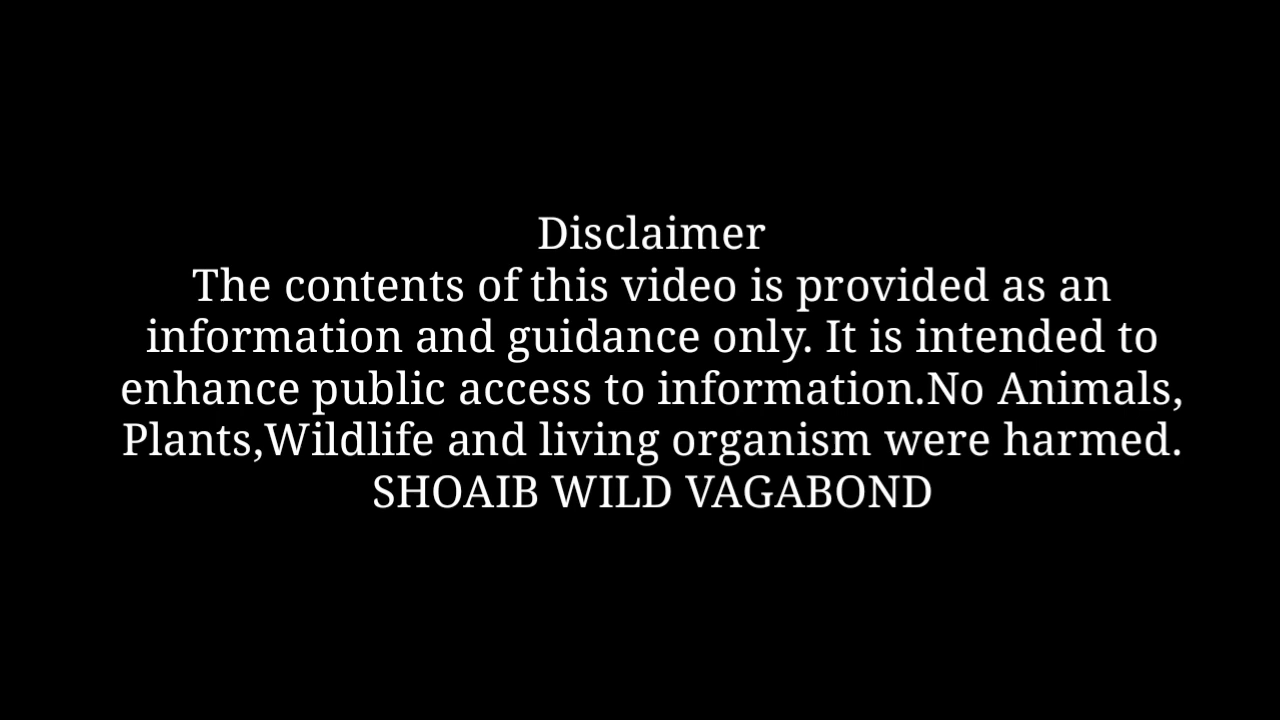 Disclaimer
The contents of this video is provided as an
information and guidance only. It is intended to
enhance public access to information.No Animals,
Plants,Wildlife and living organism were harmed.
SHOAIB WILD VAGABOND